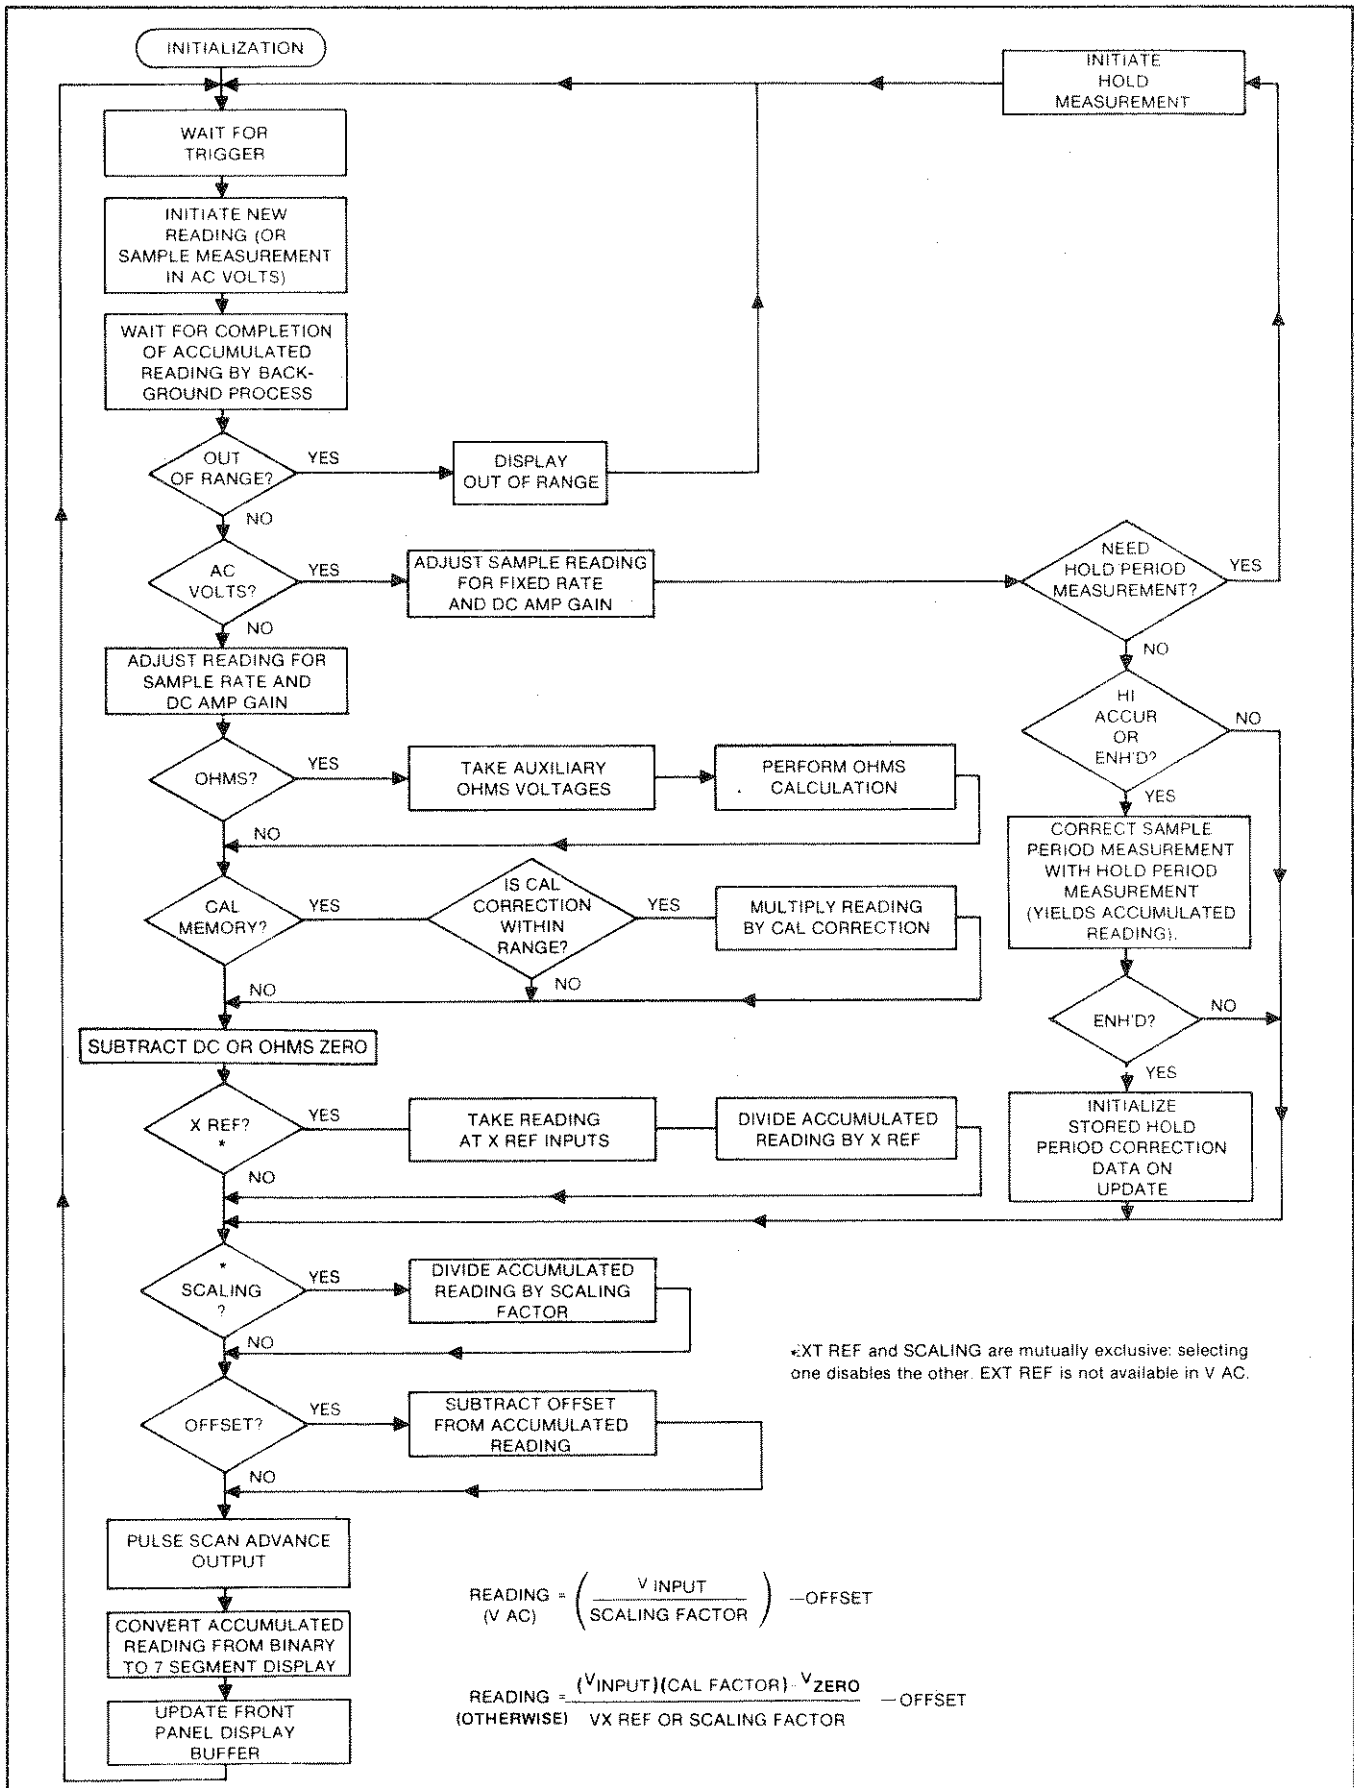 INITIALIZATION
INITIATE
HOLD
MEASUREMENT
WAIT FOR
TRIGGER
INITIATE NEW
READING (OR
SAMPLE MEASUREMENT
IN AC VOLTS)
WAIT FOR COMPLETION
OF ACCUMULATED
READING BY BACK-
GROUND PROCESS
OUT
OF RANGE?
YES
DISPLAY
OUT OF RANGE
NO
AC
VOLTS?
YES
ADJUST SAMPLE READING
FOR FIXED RATE
AND DC AMP GAIN
NEED
HOLD PERIOD
MEASUREMENT?
YES
NO
NO
ADJUST READING FOR
SAMPLE RATE AND
DC AMP GAIN
HI
ACCUR
OR
ENH'D?
NO
YES
OHMS?
YES
TAKE AUXILIARY
OHMS VOLTAGES
PERFORM OHMS
CALCULATION
NO
CORRECT SAMPLE
PERIOD MEASUREMENT
WITH HOLD PERIOD
MEASUREMENT
(YIELDS ACCUMULATED
READING).
CAL
MEMORY?
YES
IS CAL
CORRECTION
WITHIN
RANGE?
YES
MULTIPLY READING
BY CAL CORRECTION
NO
NO
ENH'D?
NO
YES
SUBTRACT DC OR OHMS ZERO
X REF?
*
YES
TAKE READING
AT X REF INPUTS
DIVIDE ACCUMULATED
READING BY X REF
NO
INITIALIZE
STORED HOLD
PERIOD CORRECTION
DATA ON
UPDATE
*
SCALING
?
YES
DIVIDE ACCUMULATED
READING BY SCALING
FACTOR
NO
*EXT REF and SCALING are mutually exclusive: selecting
one disables the other. EXT REF is not available in V AC.
OFFSET?
YES
SUBTRACT OFFSET
FROM ACCUMULATED
READING
NO
PULSE SCAN ADVANCE
OUTPUT
CONVERT ACCUMULATED
READING FROM BINARY
TO 7 SEGMENT DISPLAY
UPDATE FRONT
PANEL DISPLAY
BUFFER
READING (V AC) = (V INPUT / SCALING FACTOR) —OFFSET
READING (OTHERWISE) = (VINPUT)(CAL FACTOR) - VZERO / VX REF OR SCALING FACTOR —OFFSET